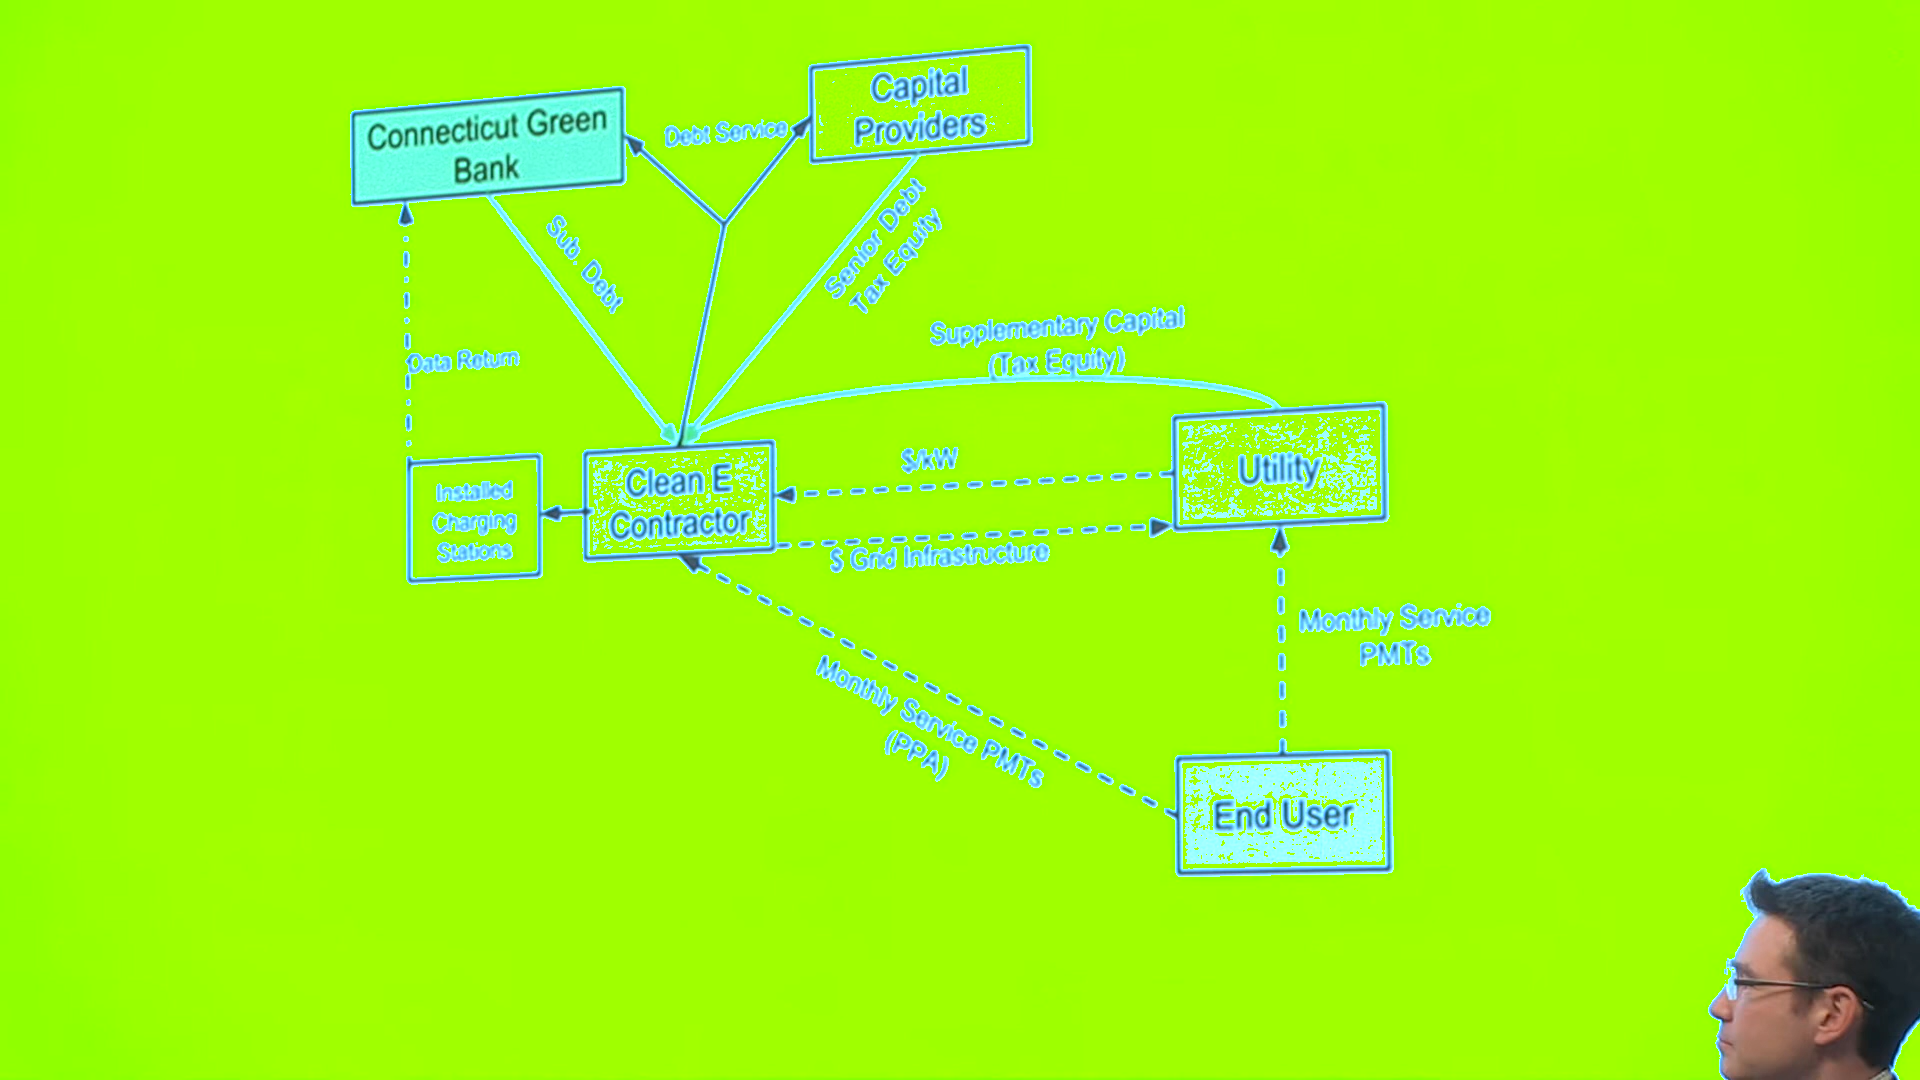 Capital
Providers
Connecticut Green
Bank
Debt Service
Sub. Debt
Senior Debt
Tax Equity
Supplementary Capital
(Tax Equity)
Data Return
$/kW
Utility
Clean E
Contractor
Installed
Charging
Stations
$ Grid Infrastructure
Monthly Service
PMTs
Monthly Service PMTs
(PPA)
End User